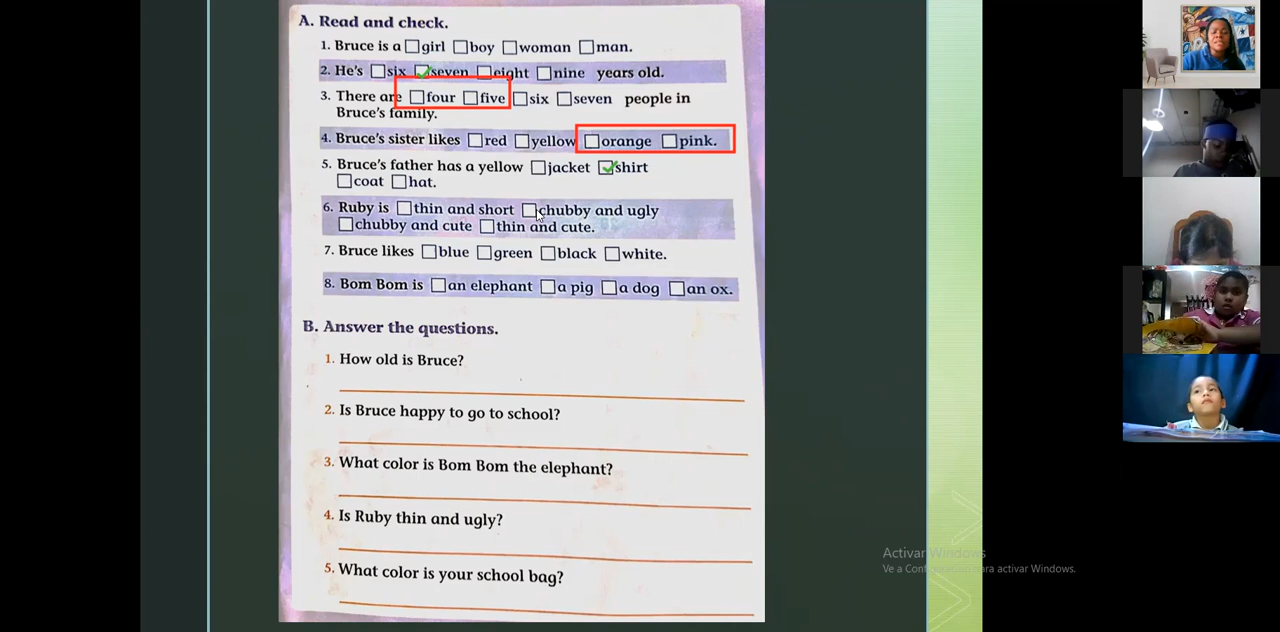 A. Read and check.
1. Bruce is a girl boy woman man.
2. He's six seven eight nine years old.
3. There are four five six seven people in
Bruce's family.
4. Bruce's sister likes red yellow orange pink.
5. Bruce's father has a yellow jacket shirt
coat hat.
6. Ruby is thin and short chubby and ugly
chubby and cute thin and cute.
7. Bruce likes blue green black white.
8. Bom Bom is an elephant a pig a dog an ox.
B. Answer the questions.
1. How old is Bruce?
2. Is Bruce happy to go to school?
3. What color is Bom Bom the elephant?
4. Is Ruby thin and ugly?
5. What color is your school bag?
Activar Windows
Ve a Configuración para activar Windows.